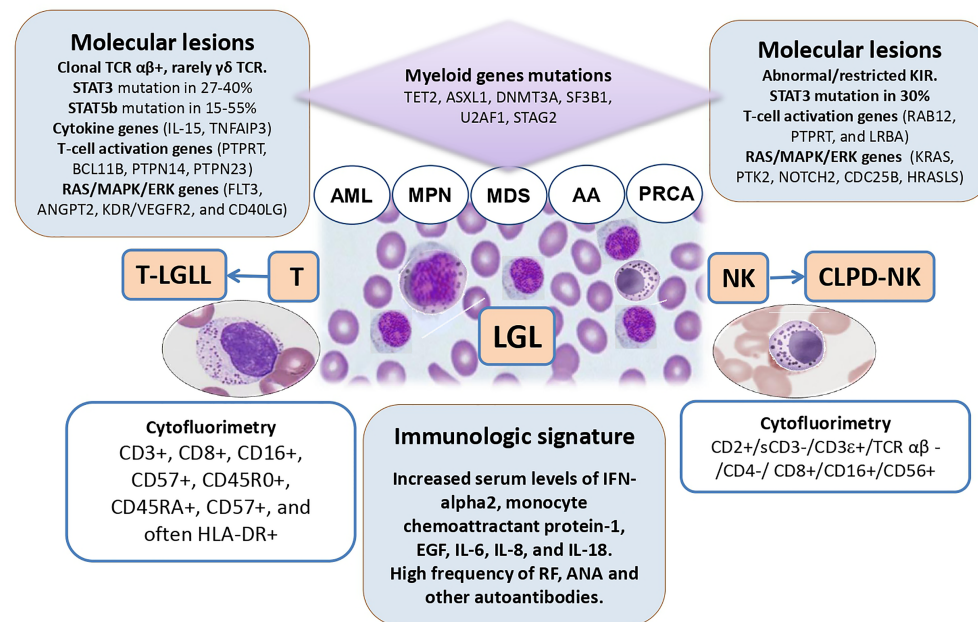 Molecular lesions
Clonal TCR αβ+, rarely γδ TCR.
STAT3 mutation in 27-40%
STAT5b mutation in 15-55%
Cytokine genes (IL-15, TNFAIP3)
T-cell activation genes (PTPRT,
BCL11B, PTPN14, PTPN23)
RAS/MAPK/ERK genes (FLT3,
ANGPT2, KDR/VEGFR2, and CD40LG)
Myeloid genes mutations
TET2, ASXL1, DNMT3A, SF3B1,
U2AF1, STAG2
Molecular lesions
Abnormal/restricted KIR.
STAT3 mutation in 30%
T-cell activation genes (RAB12,
PTPRT, and LRBA)
RAS/MAPK/ERK genes (KRAS,
PTK2, NOTCH2, CDC25B, HRASLS)
AML
MPN
MDS
AA
PRCA
T-LGLL
T
LGL
NK
CLPD-NK
Cytofluorimetry
CD3+, CD8+, CD16+,
CD57+, CD45R0+,
CD45RA+, CD57+, and
often HLA-DR+
Immunologic signature
Increased serum levels of IFN-
alpha2, monocyte
chemoattractant protein-1,
EGF, IL-6, IL-8, and IL-18.
High frequency of RF, ANA and
other autoantibodies.
Cytofluorimetry
CD2+/sCD3-/CD3ε+/TCR αβ -
/CD4-/ CD8+/CD16+/CD56+